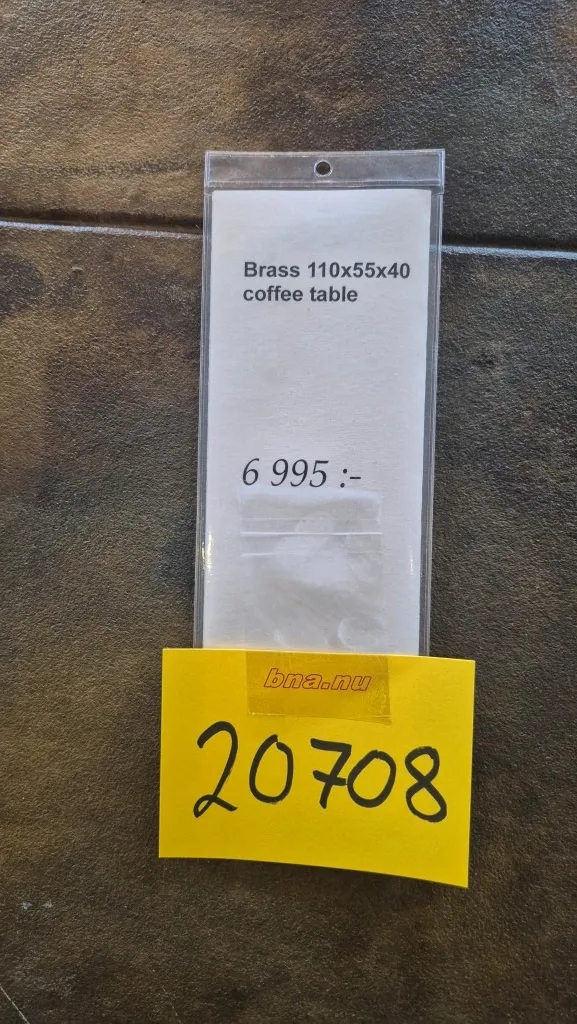 Brass 110x55x40
coffee table
6 995 :-
bna.nu
20708